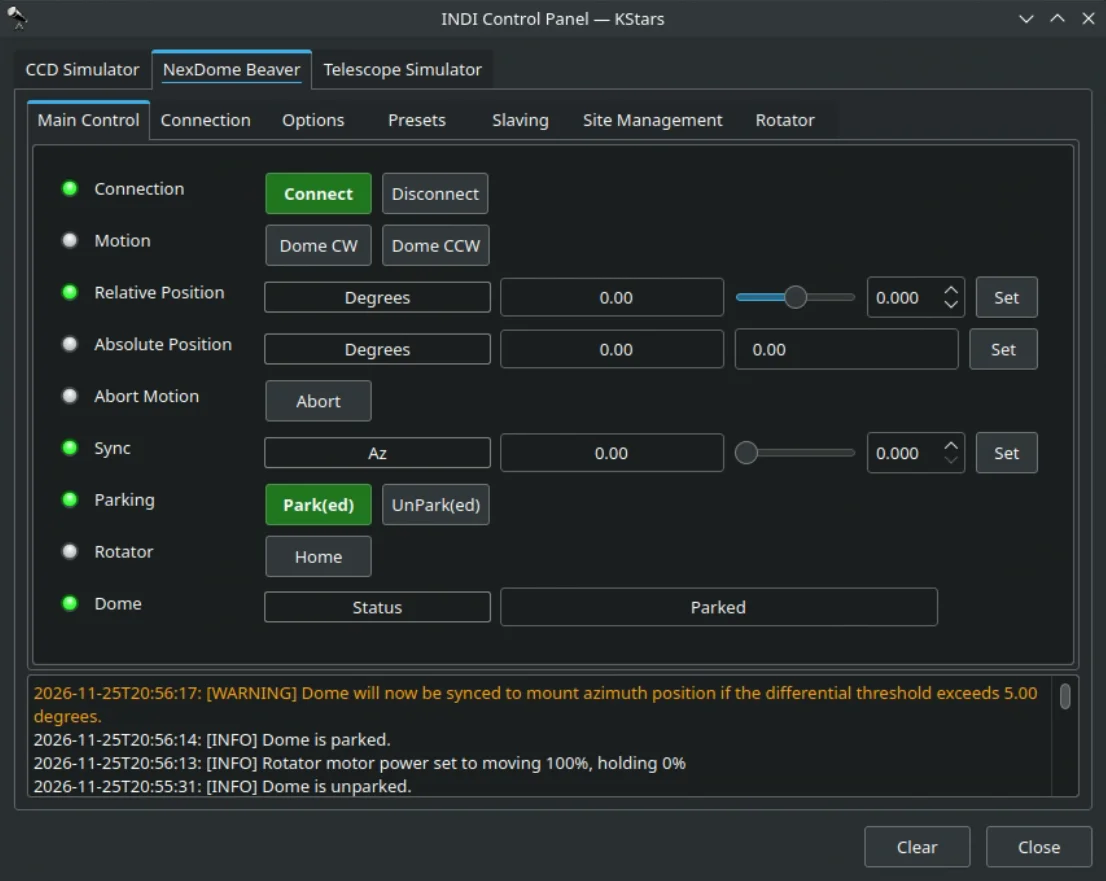 INDI Control Panel — KStars
CCD Simulator NexDome Beaver Telescope Simulator
Main Control Connection Options Presets Slaving Site Management Rotator
Connection Connect Disconnect
Motion Dome CW Dome CCW
Relative Position Degrees 0.00 0.000 Set
Absolute Position Degrees 0.00 0.00 Set
Abort Motion Abort
Sync Az 0.00 0.000 Set
Parking Park(ed) UnPark(ed)
Rotator Home
Dome Status Parked
2026-11-25T20:56:17: [WARNING] Dome will now be synced to mount azimuth position if the differential threshold exceeds 5.00
degrees.
2026-11-25T20:56:14: [INFO] Dome is parked.
2026-11-25T20:56:13: [INFO] Rotator motor power set to moving 100%, holding 0%
2026-11-25T20:55:31: [INFO] Dome is unparked.
Clear Close